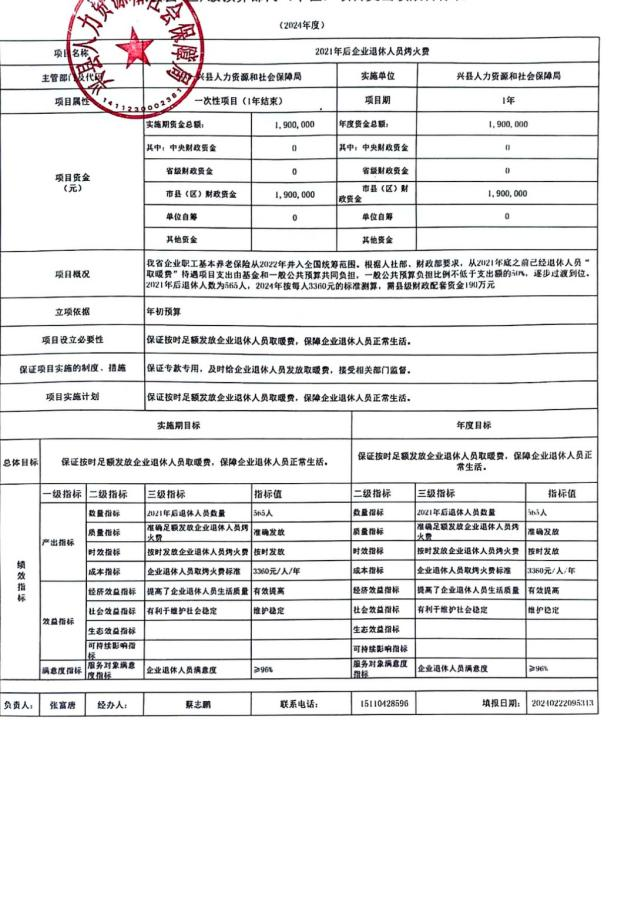 （2024年度）
项目名称 2021年后企业退休人员烤火费
主管部门及代码 兴县人力资源和社会保障局 实施单位 兴县人力资源和社会保障局
项目属性 一次性项目（1年结束） 项目期 1年
项目资金（元） 实施期资金总额： 1,900,000 年度资金总额： 1,900,000
其中：中央财政资金 0 其中：中央财政资金 0
省级财政资金 0 省级财政资金 0
市县（区）财政资金 1,900,000 市县（区）财政资金 1,900,000
单位自筹 0 单位自筹 0
其他资金 其他资金
项目概况
我省企业职工基本养老保险从2022年并入全国统筹范围。根据人社部、财政部要求，从2021年底之前已经退休人员“
取暖费”待遇项目支出由基金和一般公共预算共同负担，一般公共预算负担比例不低于支出额的50%，逐步过渡到位。
2021年后退休人数为565人，2024年按每人3360元的标准测算，需县级财政配套资金190万元
立项依据 年初预算
项目设立必要性 保证按时足额发放企业退休人员取暖费，保障企业退休人员正常生活。
保证项目实施的制度、措施 保证专款专用，及时给企业退休人员发放取暖费，接受相关部门监督。
项目实施计划 保证按时足额发放企业退休人员取暖费，保障企业退休人员正常生活。
实施期目标 年度目标
总体目标 保证按时足额发放企业退休人员取暖费，保障企业退休人员正常生活。 保证按时足额发放企业退休人员取暖费，保障企业退休人员正常生活。
绩效指标
一级指标 二级指标 三级指标 指标值 二级指标 三级指标 指标值
产出指标 数量指标 2021年后退休人员数量 565人 数量指标 2021年后退休人员数量 565人
质量指标 准确足额发放企业退休人员烤火费 准确发放 质量指标 准确足额发放企业退休人员烤火费 准确发放
时效指标 按时发放企业退休人员烤火费 按时发放 时效指标 按时发放企业退休人员烤火费 按时发放
成本指标 企业退休人员取烤火费标准 3360元/人/年 成本指标 企业退休人员取烤火费标准 3360元/人/年
效益指标 经济效益指标 提高了企业退休人员生活质量 有效提高 经济效益指标 提高了企业退休人员生活质量 有效提高
社会效益指标 有利于维护社会稳定 维护稳定 社会效益指标 有利于维护社会稳定 维护稳定
生态效益指标 生态效益指标
可持续影响指标 可持续影响指标
满意度指标 服务对象满意度指标 企业退休人员满意度 ≥96% 服务对象满意度指标 企业退休人员满意度 ≥96%
负责人： 张富唐 经办人： 蔡志鹏 联系电话： 15110428596 填报日期： 20240222095313
兴县人力资源和社会保障局
1411230002381